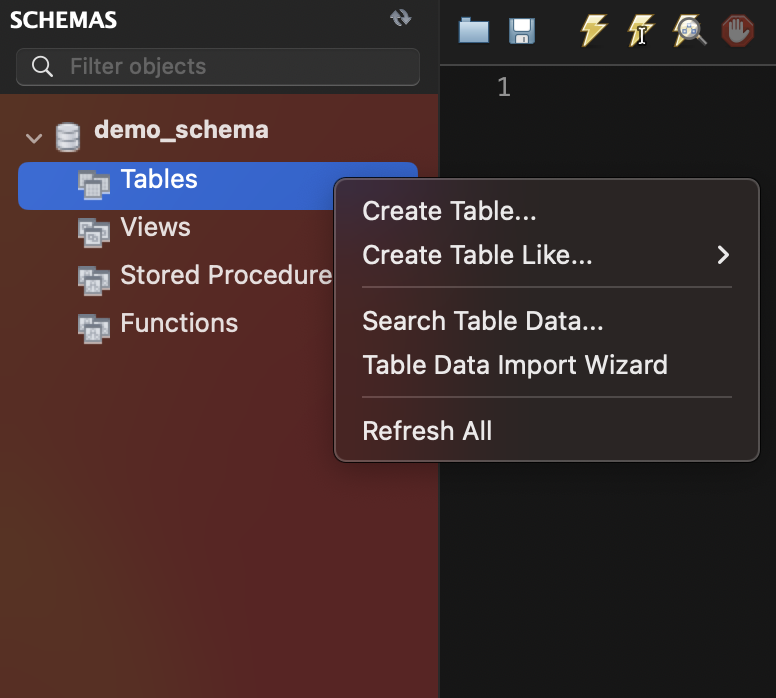 SCHEMAS
Filter objects
1
demo_schema
Tables
Views
Stored Procedure
Functions
Create Table...
Create Table Like...
Search Table Data...
Table Data Import Wizard
Refresh All